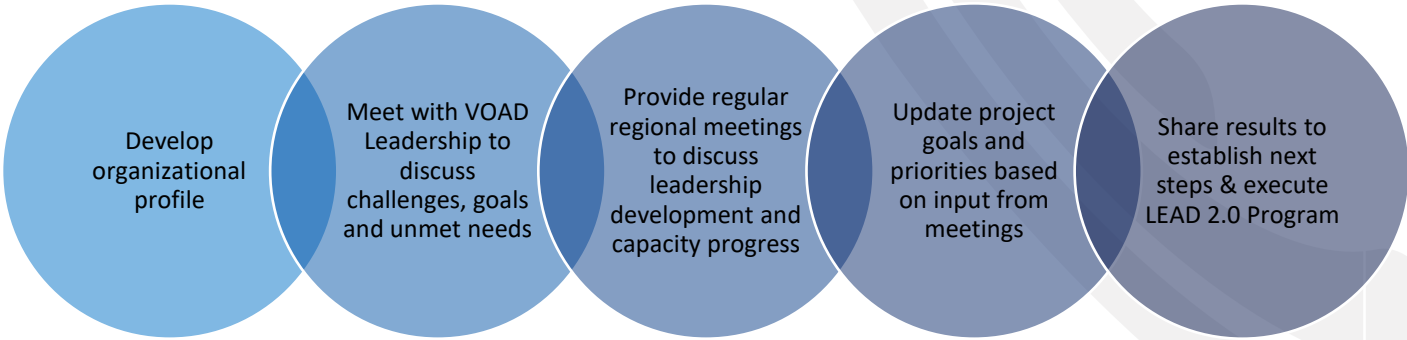 Develop
organizational
profile
Meet with VOAD
Leadership to
discuss
challenges, goals
and unmet needs
Provide regular
regional meetings
to discuss
leadership
development and
capacity progress
Update project
goals and
priorities based
on input from
meetings
Share results to
establish next
steps & execute
LEAD 2.0 Program